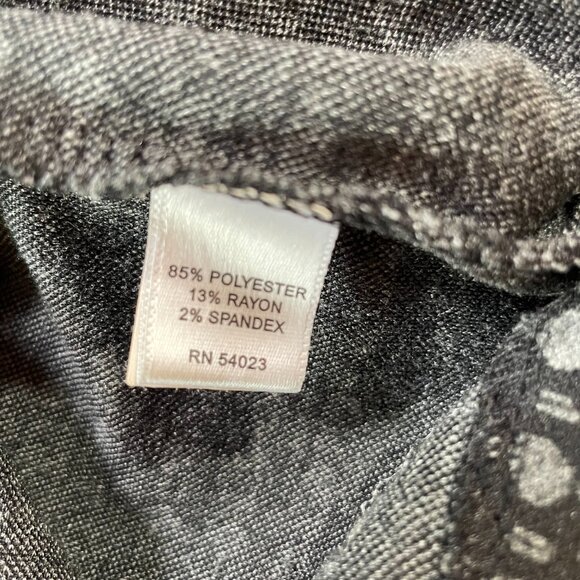 85% POLYESTER
13% RAYON
2% SPANDEX
RN 54023